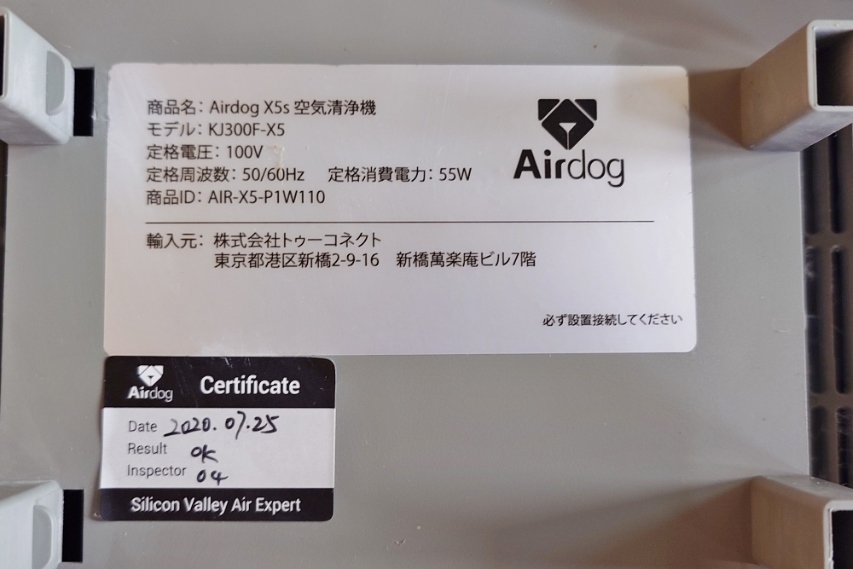 商品名: Airdog X5s 空気清浄機
モデル: KJ300F-X5
定格電圧: 100V
定格周波数: 50/60Hz 定格消費電力: 55W
商品ID: AIR-X5-P1W110
Airdog
輸入元: 株式会社トゥーコネクト
東京都港区新橋2-9-16 新橋萬楽庵ビル7階
必ず設置接続してください
Airdog Certificate
Date 2020.07.25
Result OK
Inspector 04
Silicon Valley Air Expert